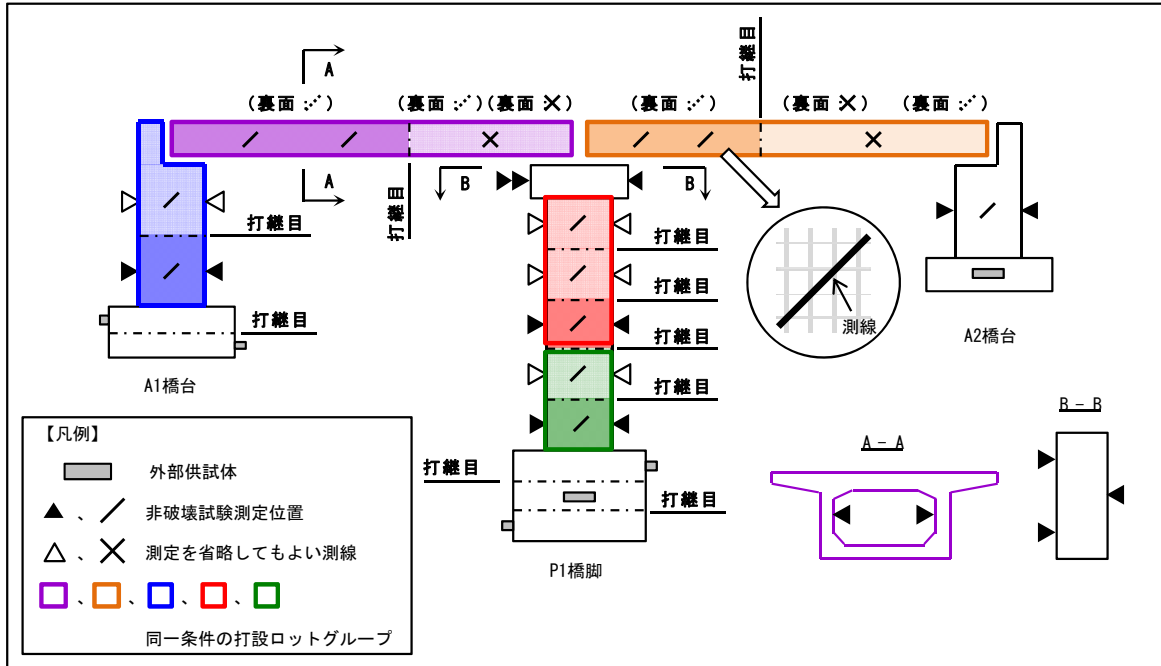 打継目
A
(裏面 ⋰) (裏面 ⋰)(裏面 ×) (裏面 ⋰) (裏面 ×) (裏面 ⋰)
A
B
B
打継目
打継目
打継目
打継目
打継目
打継目
打継目
測線
A2橋台
A1橋台
B-B
A-A
打継目
打継目
P1橋脚
【凡例】
外部供試体
▲、/ 非破壊試験測定位置
△、× 測定を省略してもよい測線
、 、 、 、
同一条件の打設ロットグループ